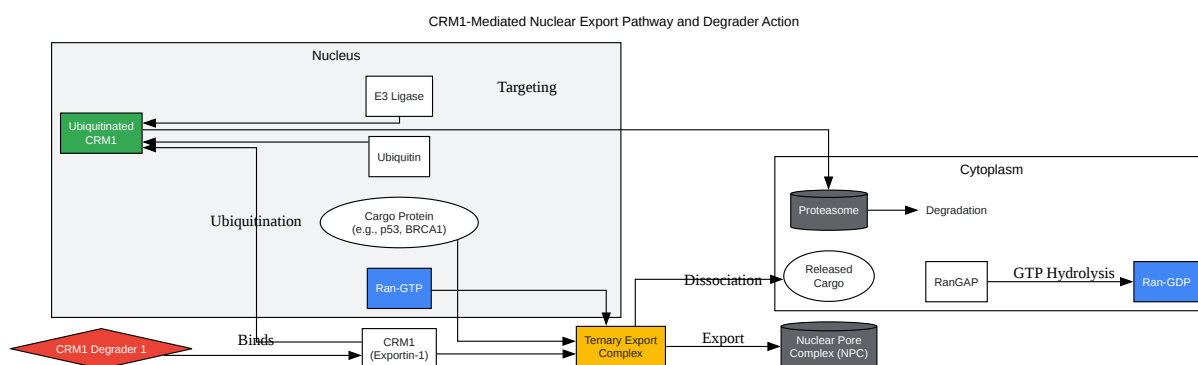 CRM1-Mediated Nuclear Export Pathway and Degrader Action
Nucleus
E3 Ligase
Targeting
Ubiquitinated
CRM1
Ubiquitin
Cytoplasm
Proteasome
Degradation
Ubiquitination
Cargo Protein
(e.g., p53, BRCA1)
Ran-GTP
Dissociation
Released
Cargo
RanGAP
GTP Hydrolysis
Ran-GDP
CRM1 Degrader 1
Binds
CRM1
(Exportin-1)
Ternary Export
Complex
Export
Nuclear Pore
Complex (NPC)